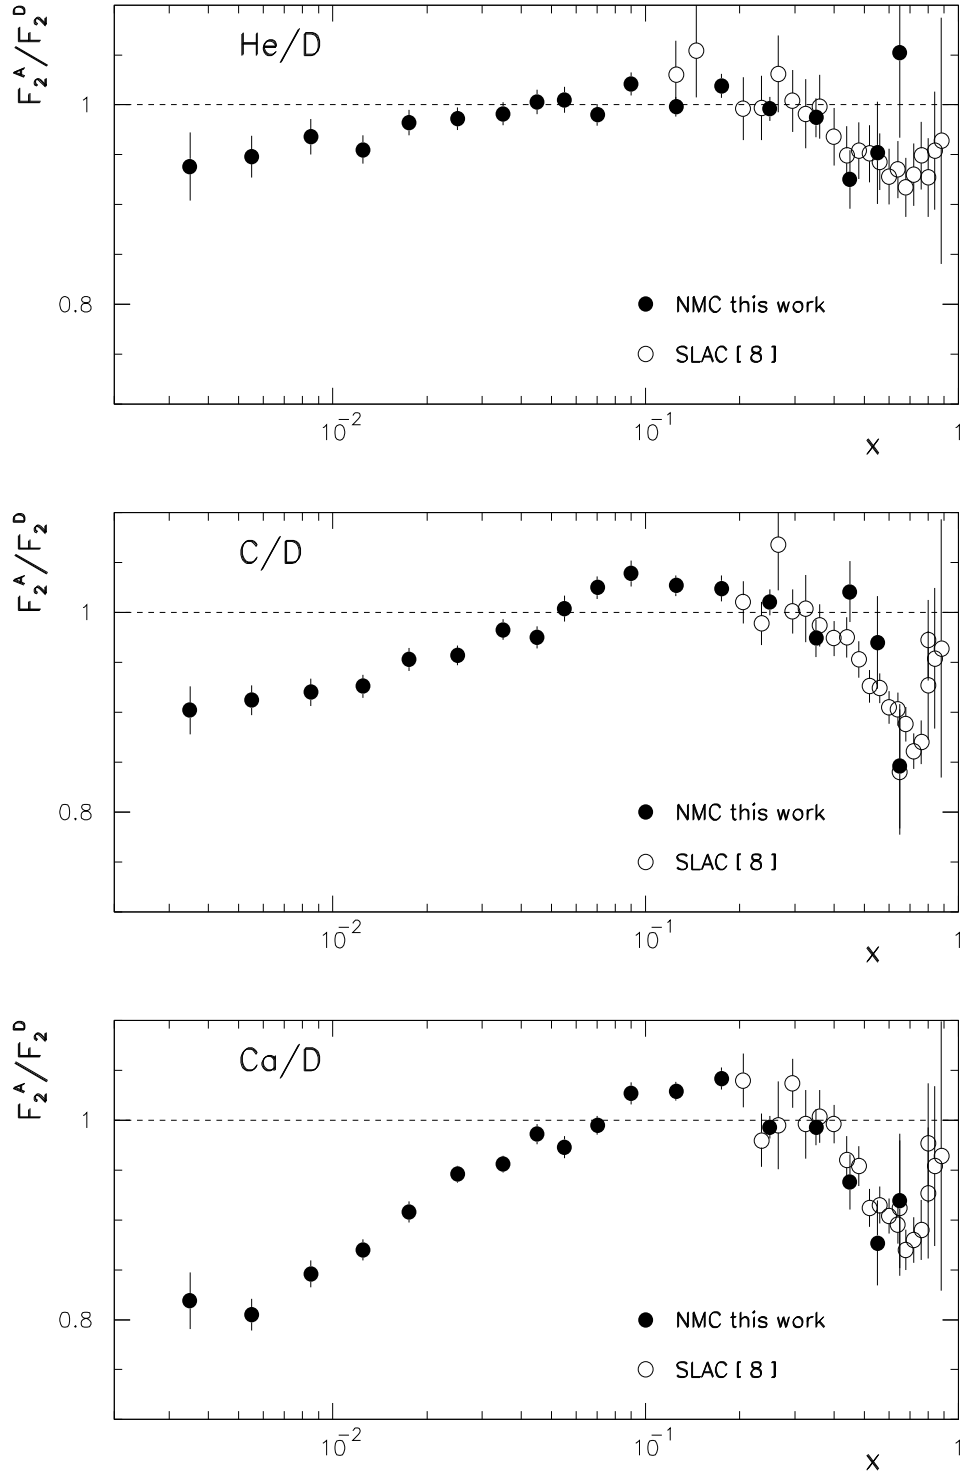 F₂ᴬ/F₂ᴰ
He/D
1
0.8
NMC this work
SLAC [ 8 ]
10⁻²
10⁻¹
1
x
F₂ᴬ/F₂ᴰ
C/D
1
0.8
NMC this work
SLAC [ 8 ]
10⁻²
10⁻¹
1
x
F₂ᴬ/F₂ᴰ
Ca/D
1
0.8
NMC this work
SLAC [ 8 ]
10⁻²
10⁻¹
1
x